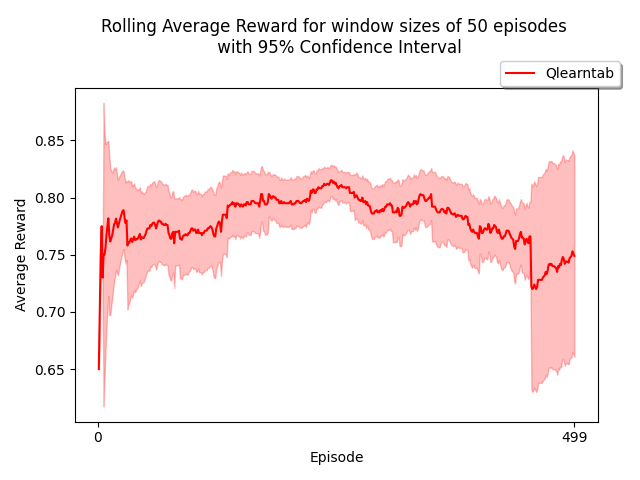 Rolling Average Reward for window sizes of 50 episodes
with 95% Confidence Interval
Qlearntab
0.85
0.80
0.75
0.70
0.65
Average Reward
0
499
Episode